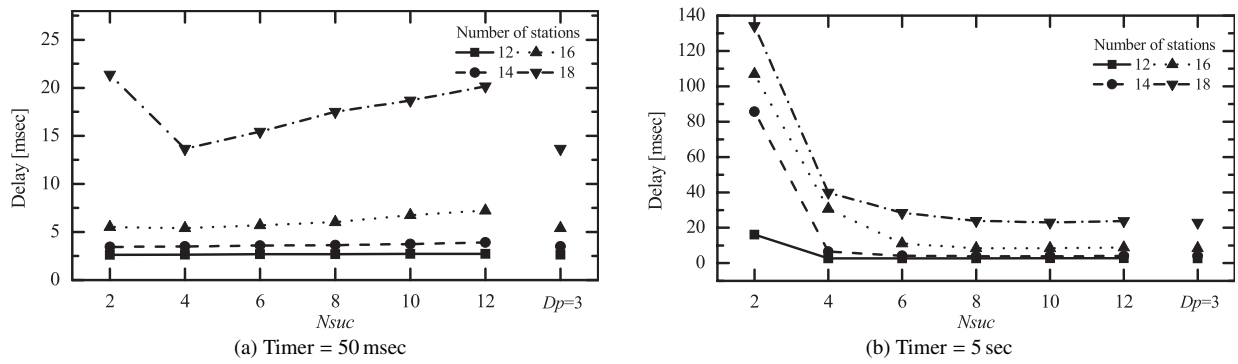 25
20
15
10
5
0
Delay [msec]
Number of stations
12 16
14 18
2 4 6 8 10 12 Dp=3
Nsuc
(a) Timer = 50 msec
140
120
100
80
60
40
20
0
Delay [msec]
Number of stations
12 16
14 18
2 4 6 8 10 12 Dp=3
Nsuc
(b) Timer = 5 sec